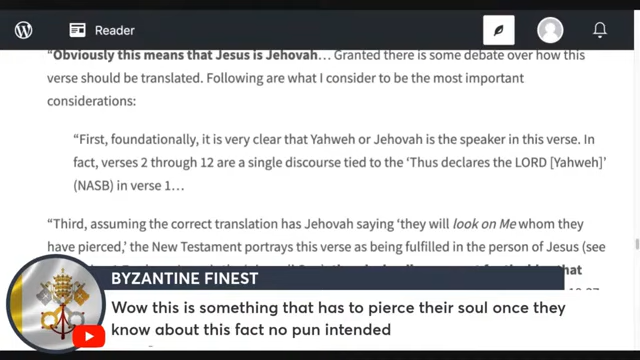 Reader
"Obviously this means that Jesus is Jehovah… Granted there is some debate over how this
verse should be translated. Following are what I consider to be the most important
considerations:
"First, foundationally, it is very clear that Yahweh or Jehovah is the speaker in this verse. In
fact, verses 2 through 12 are a single discourse tied to the 'Thus declares the LORD [Yahweh]'
(NASB) in verse 1…
"Third, assuming the correct translation has Jehovah saying 'they will look on Me whom they
have pierced,' the New Testament portrays this verse as being fulfilled in the person of Jesus (see
BYZANTINE FINEST
Wow this is something that has to pierce their soul once they
know about this fact no pun intended